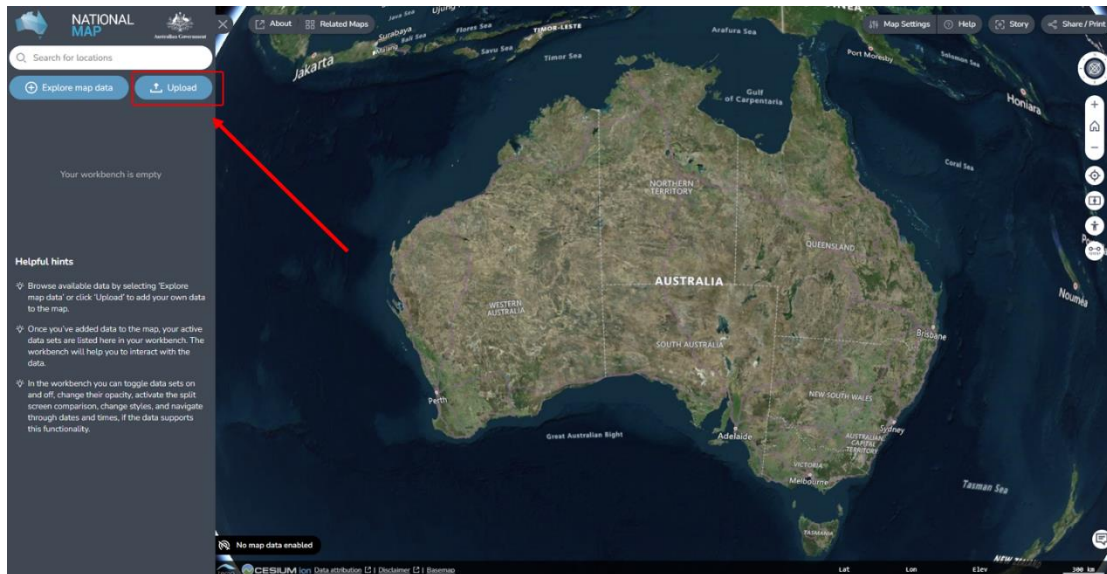 NATIONAL
MAP
Australian Government
Search for locations
Explore map data
Upload
Your workbench is empty
Helpful hints
Browse available data by selecting 'Explore
map data' or click 'Upload' to add your own data
to the map.
Once you've added data to the map, your active
data sets are listed here in your workbench. The
workbench will help you to interact with the
data.
In the workbench you can toggle data sets on
and off, change their opacity, activate the split
screen comparison, change styles, and navigate
through dates and times, if the data supports
this functionality.
About
Related Maps
Map Settings
Help
Story
Share / Print
Java Sea
Surabaya
Bali Sea
Flores Sea
TIMOR-LESTE
Savu Sea
Jakarta
Timor Sea
Arafura Sea
Port Moresby
Solomon Sea
Honiara
Gulf
of Carpentaria
Coral Sea
NORTHERN
TERRITORY
QUEENSLAND
AUSTRALIA
WESTERN
AUSTRALIA
Nouméa
SOUTH AUSTRALIA
Brisbane
NEW SOUTH WALES
Perth
Great Australian Bight
Adelaide
Sydney
AUSTRALIAN
CAPITAL
TERRITORY
VICTORIA
Melbourne
Tasman Sea
TASMANIA
No map data enabled
CESIUM ion Data attribution | Disclaimer | Basemap
Lat
Lon
Elev
300 km